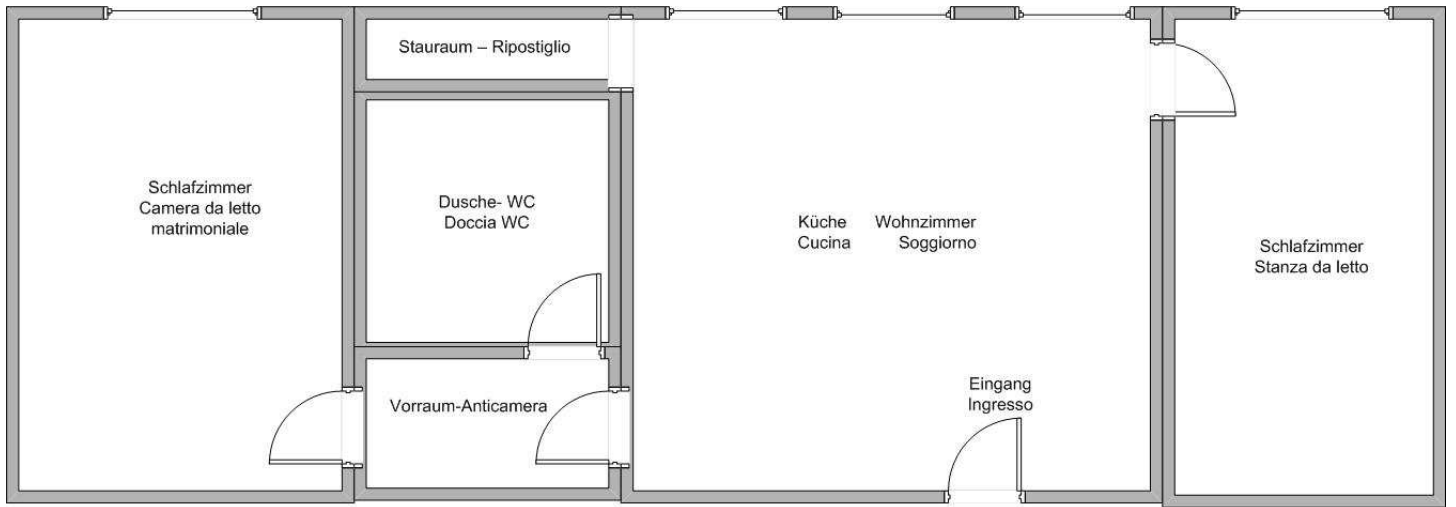 Stauraum – Ripostiglio
Schlafzimmer
Camera da letto
matrimoniale
Dusche- WC
Doccia WC
Küche Wohnzimmer
Cucina Soggiorno
Schlafzimmer
Stanza da letto
Vorraum-Anticamera
Eingang
Ingresso